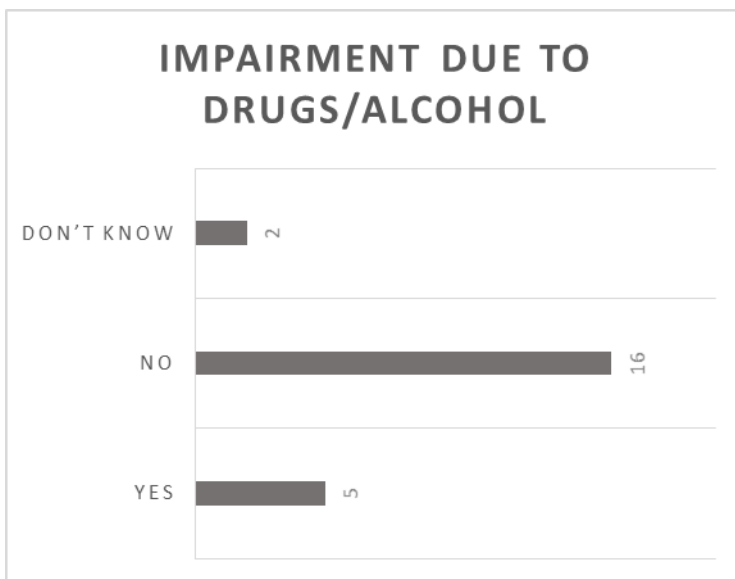 IMPAIRMENT DUE TO
DRUGS/ALCOHOL
DON'T KNOW 2
NO 16
YES 5